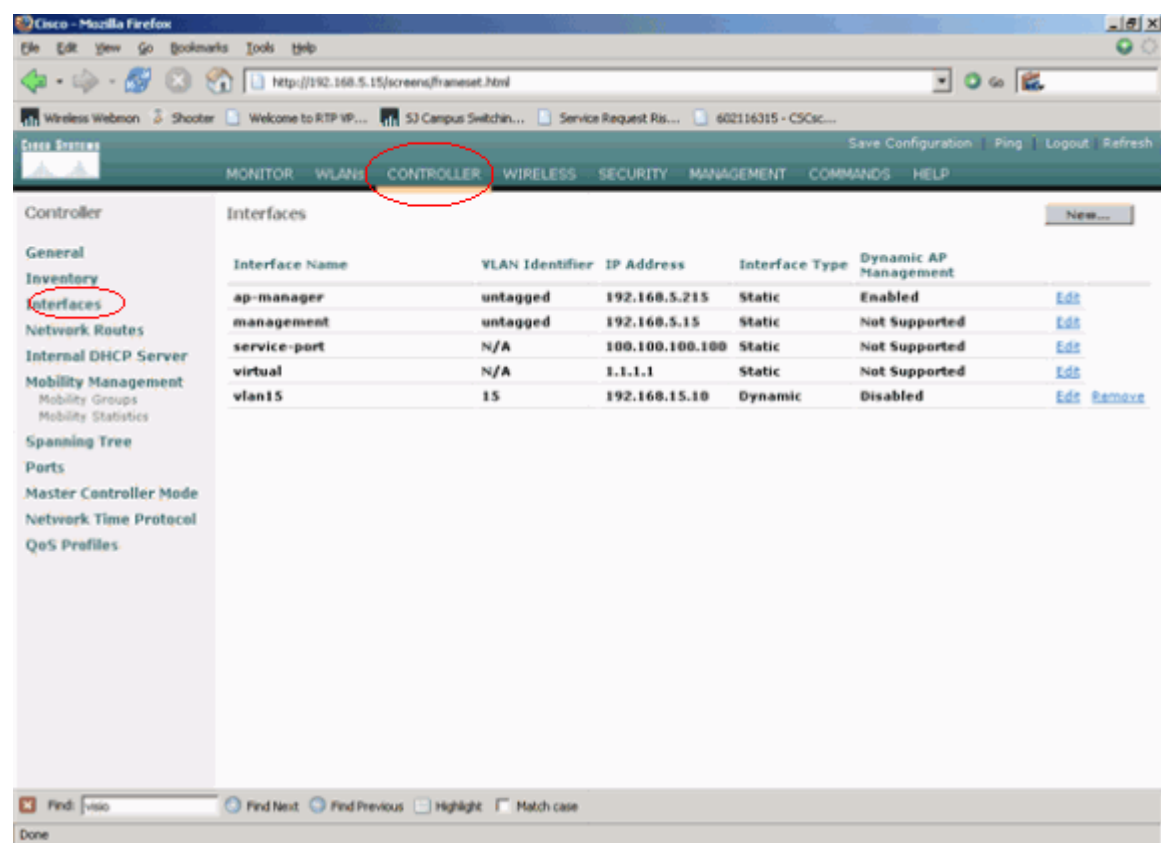 Cisco - Mozilla Firefox
File Edit View Go Bookmarks Tools Help
http://192.168.5.15/screens/frameset.html Go
Wireless Webmon Shooter Welcome to RTP VP... SJ Campus Switchin... Service Request Ris... 602116315 - CSCsc...
Cisco Systems
Save Configuration | Ping | Logout | Refresh
MONITOR WLANs CONTROLLER WIRELESS SECURITY MANAGEMENT COMMANDS HELP
Controller
General
Inventory
Interfaces
Network Routes
Internal DHCP Server
Mobility Management
Mobility Groups
Mobility Statistics
Spanning Tree
Ports
Master Controller Mode
Network Time Protocol
QoS Profiles
Interfaces New...
Interface Name VLAN Identifier IP Address Interface Type Dynamic AP Management
ap-manager untagged 192.168.5.215 Static Enabled Edit
management untagged 192.168.5.15 Static Not Supported Edit
service-port N/A 100.100.100.100 Static Not Supported Edit
virtual N/A 1.1.1.1 Static Not Supported Edit
vlan15 15 192.168.15.10 Dynamic Disabled Edit Remove
Find: visio Find Next Find Previous Highlight Match case
Done